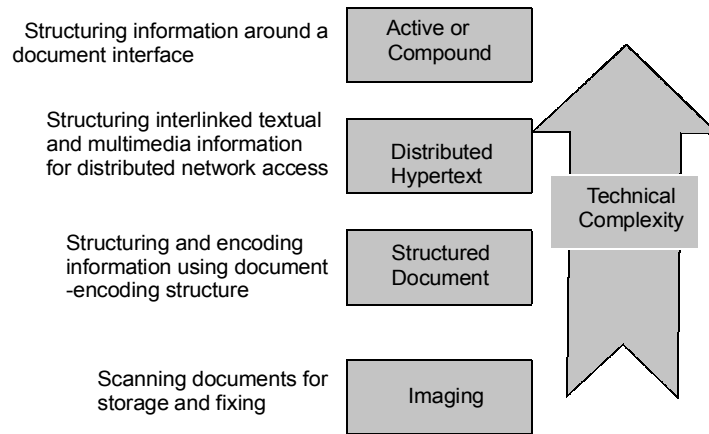 Structuring information around a
document interface
Active or
Compound
Structuring interlinked textual
and multimedia information
for distributed network access
Distributed
Hypertext
Technical
Complexity
Structuring and encoding
information using document
-encoding structure
Structured
Document
Scanning documents for
storage and fixing
Imaging